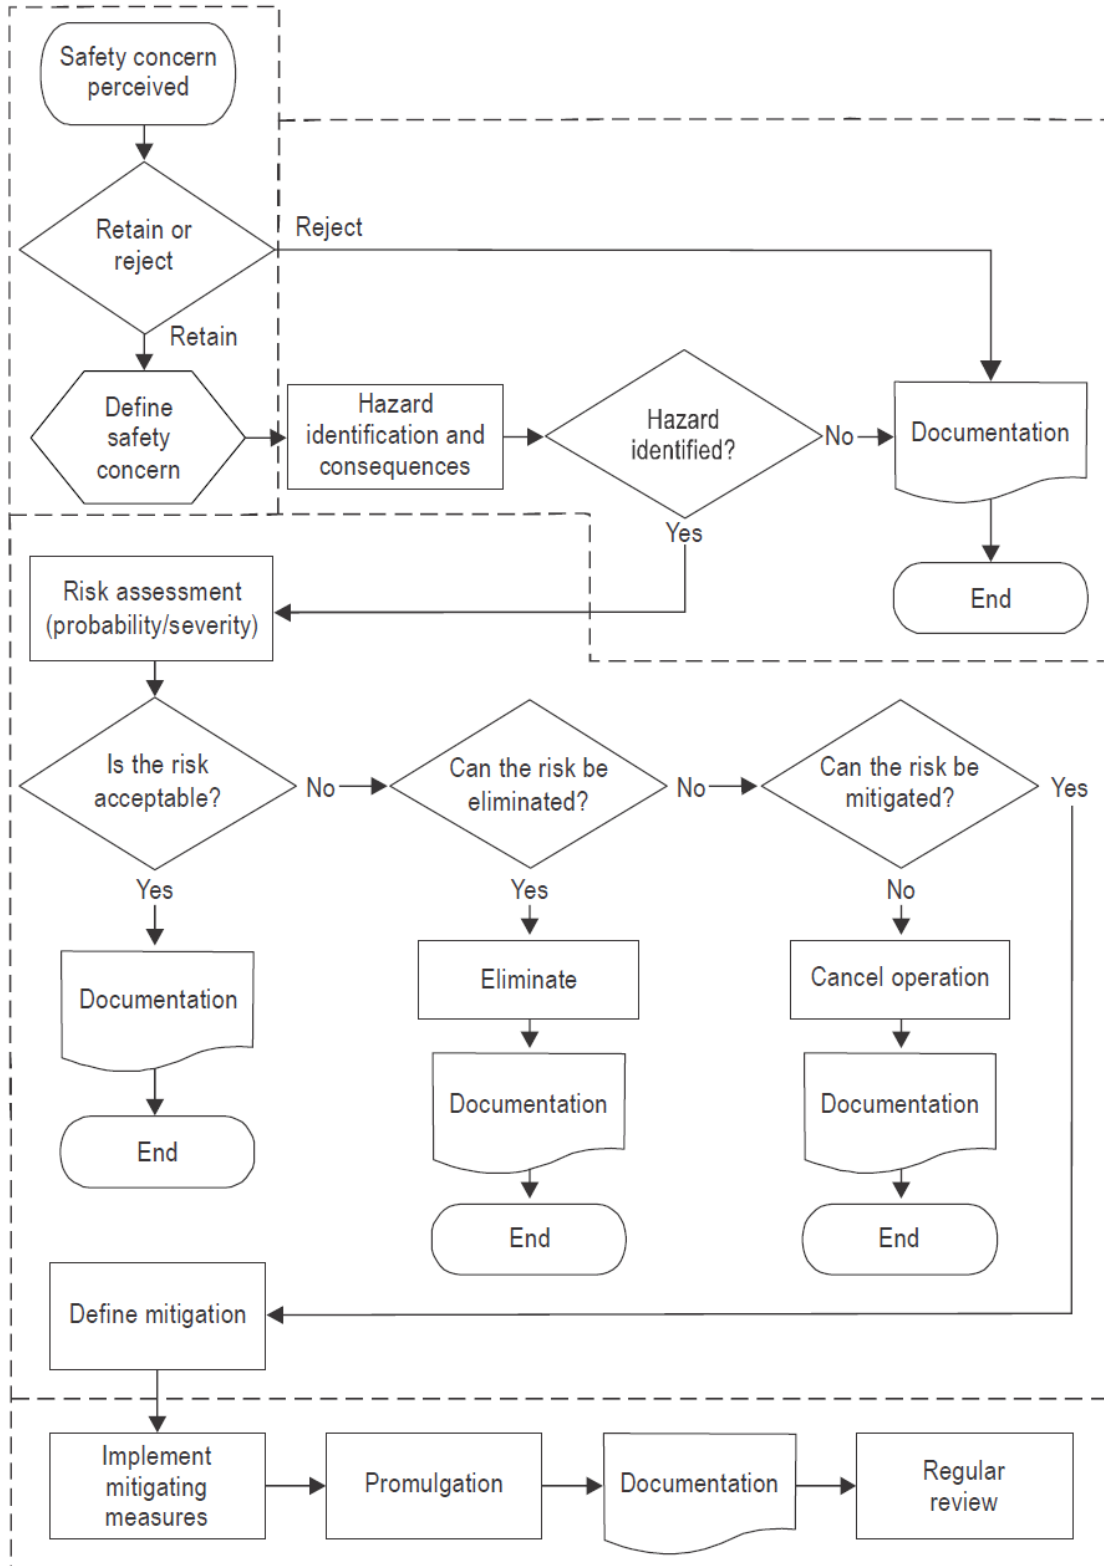 Safety concern
perceived
Retain or
reject
Reject
Retain
Define
safety
concern
Hazard
identification and
consequences
Hazard
identified?
No
Documentation
Yes
End
Risk assessment
(probability/severity)
Is the risk
acceptable?
No
Can the risk be
eliminated?
No
Can the risk be
mitigated?
Yes
Yes
Yes
No
Documentation
Eliminate
Cancel operation
Documentation
Documentation
End
End
End
Define mitigation
Implement
mitigating
measures
Promulgation
Documentation
Regular
review